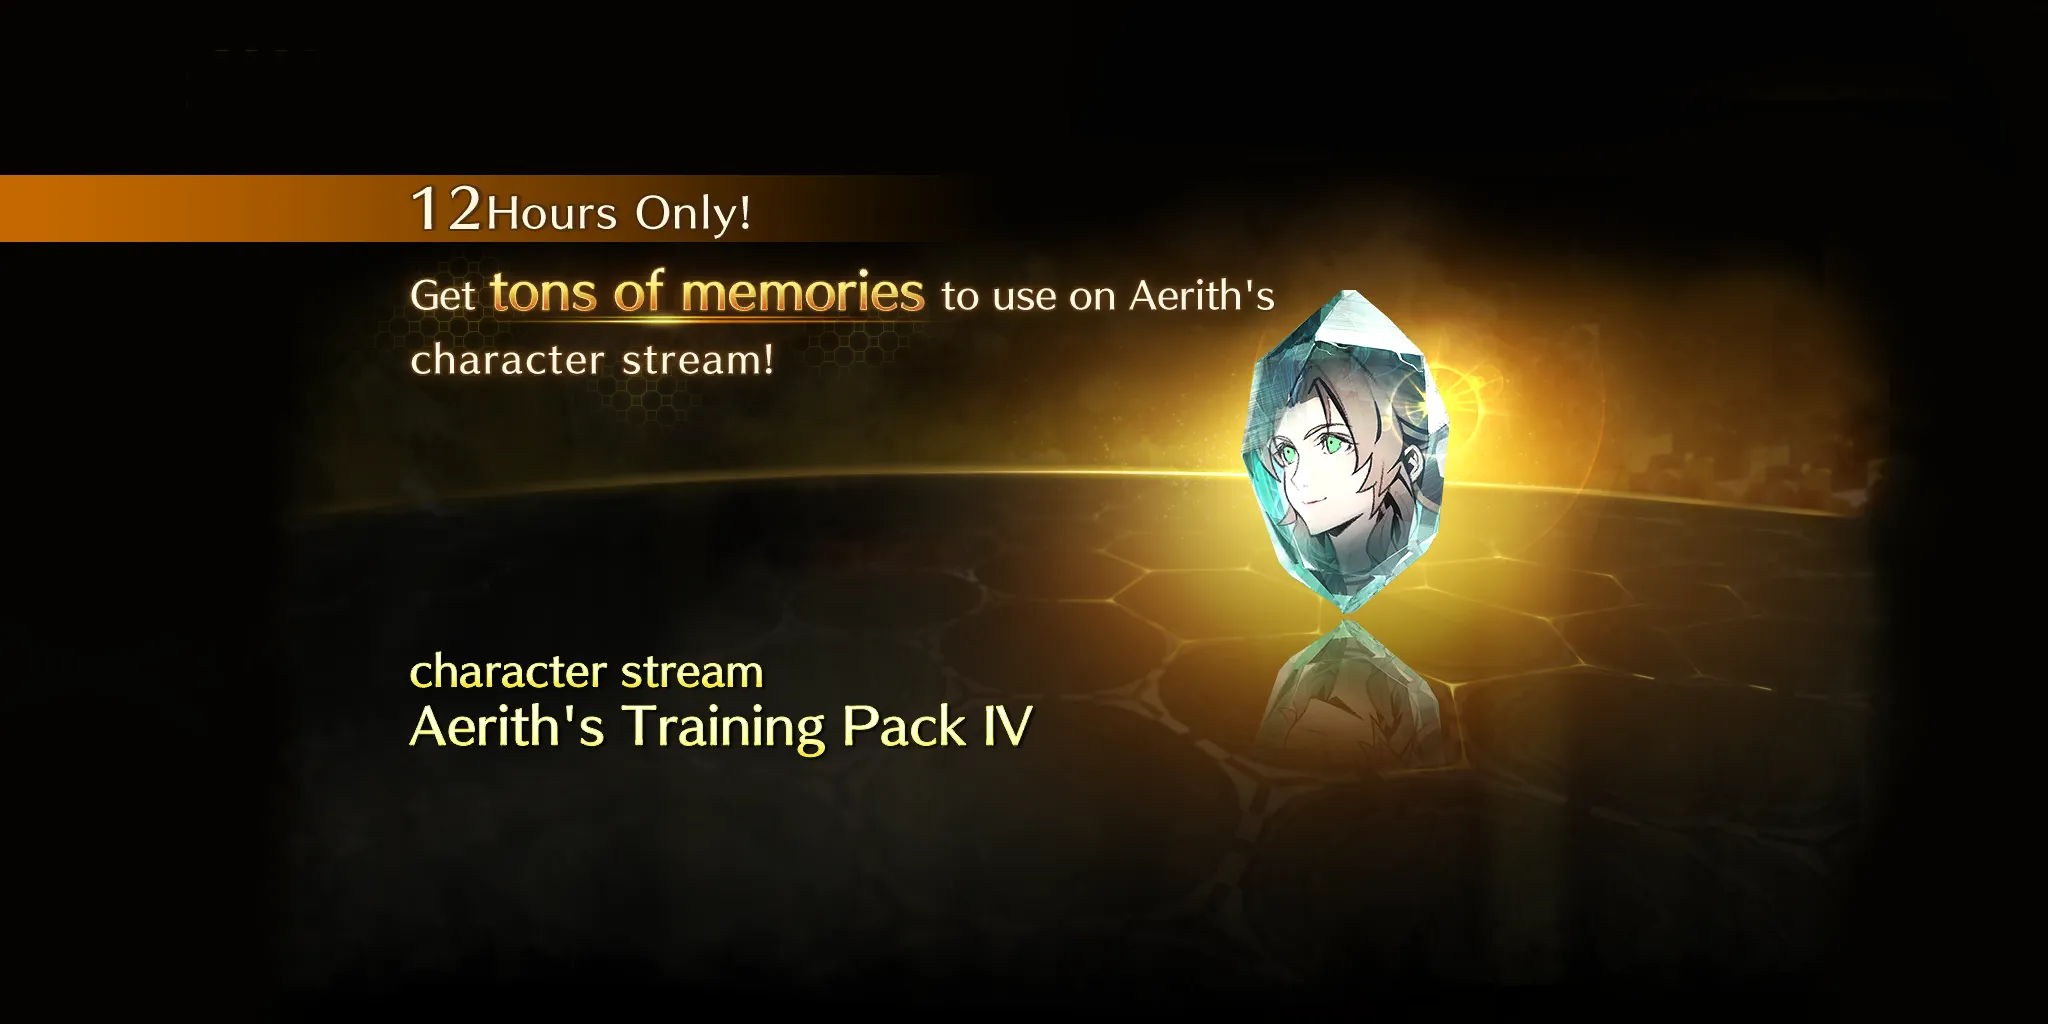 12Hours Only!
Get tons of memories to use on Aerith's
character stream!
character stream
Aerith's Training Pack IV